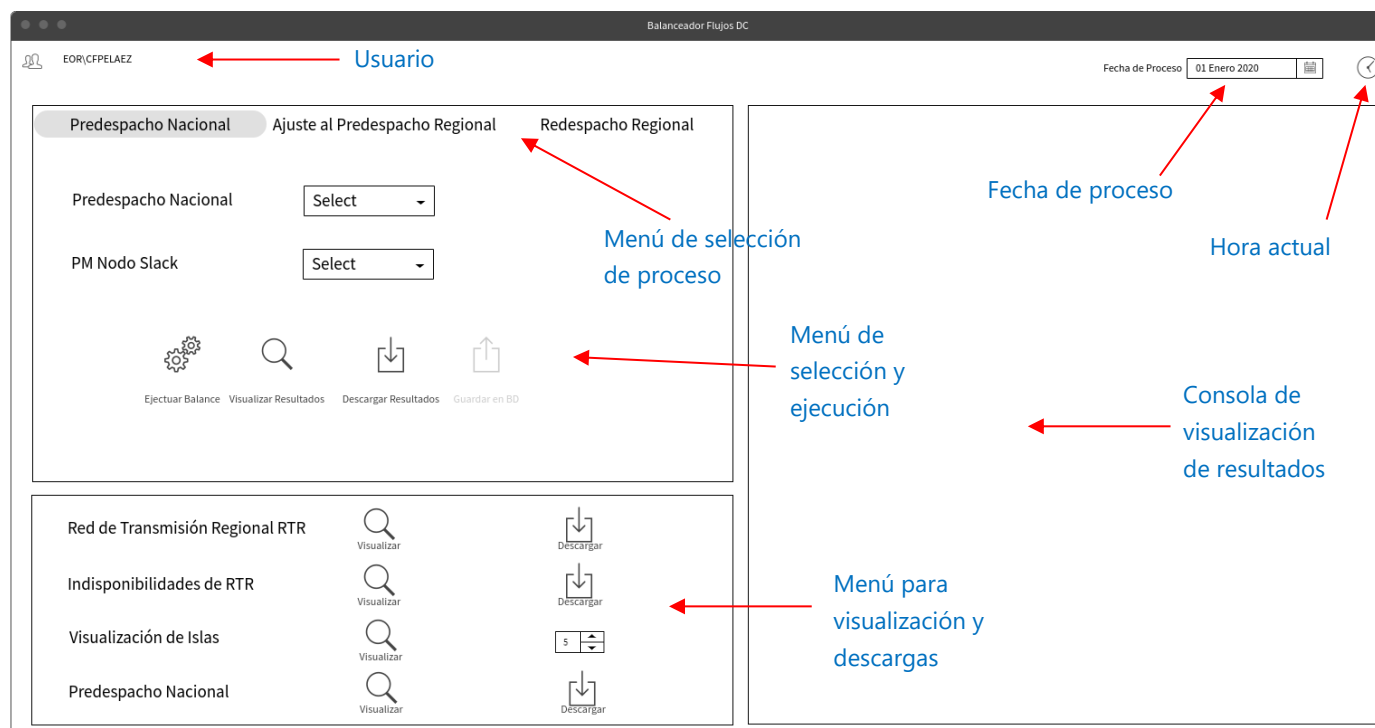 Balanceador Flujos DC
EOR\CFPELAEZ
Usuario
Fecha de Proceso
01 Enero 2020
Predespacho Nacional
Ajuste al Predespacho Regional
Redespacho Regional
Fecha de proceso
Hora actual
Predespacho Nacional
Select
Menú de selección
de proceso
PM Nodo Slack
Select
Menú de
selección y
ejecución
Ejectuar Balance
Visualizar Resultados
Descargar Resultados
Guardar en BD
Consola de
visualización
de resultados
Red de Transmisión Regional RTR
Visualizar
Descargar
Indisponibilidades de RTR
Visualizar
Descargar
Menú para
visualización y
descargas
Visualización de Islas
Visualizar
5
Predespacho Nacional
Visualizar
Descargar